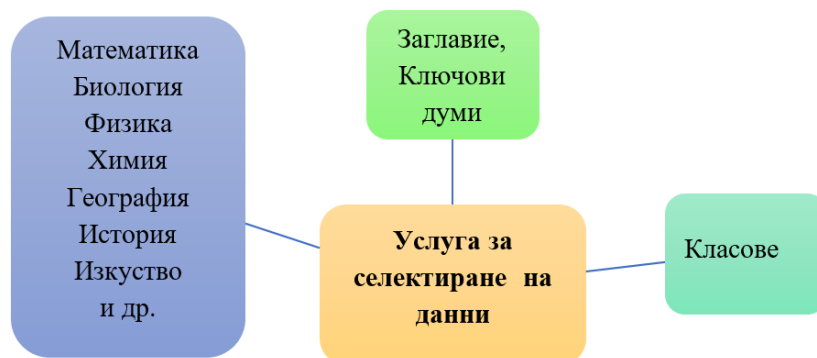 Математика
Биология
Физика
Химия
География
История
Изкуство
и др.
Заглавие,
Ключови
думи
Услуга за
селектиране на
данни
Класове